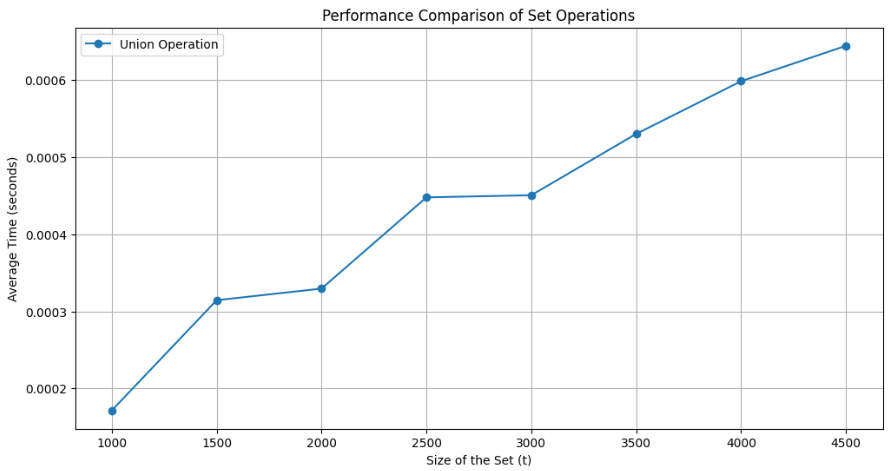 Performance Comparison of Set Operations
Union Operation
Average Time (seconds)
0.0006
0.0005
0.0004
0.0003
0.0002
1000 1500 2000 2500 3000 3500 4000 4500
Size of the Set (t)